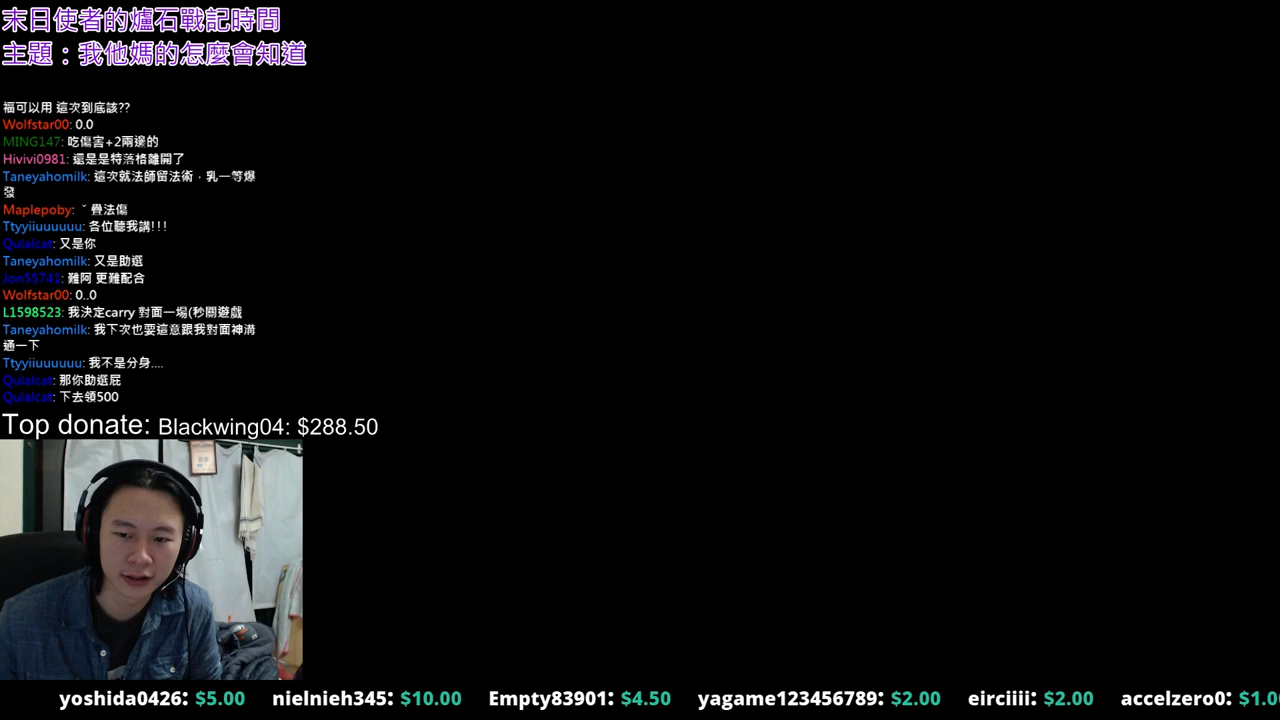 末日使者的爐石戰記時間
主題：我他媽的怎麼會知道
福可以用 這次到底該??
Wolfstar00: 0.0
MING147: 吃傷害+2兩邊的
Hivivi0981: 還是是特落格離開了
Taneyahomilk: 這次就法師留法術，乳一等爆
發
Maplepoby: ˇ 疊法傷
Ttyyiiuuuuuu: 各位聽我講!!!
Quialcat: 又是你
Taneyahomilk: 又是助選
Jon55741: 難阿 更難配合
Wolfstar00: 0..0
L1598523: 我決定carry 對面一場(秒關遊戲
Taneyahomilk: 我下次也要這意跟我對面神溝
通一下
Ttyyiiuuuuuu: 我不是分身....
Quialcat: 那你助選屁
Quialcat: 下去領500
Top donate: Blackwing04: $288.50
yoshida0426: $5.00 nielnieh345: $10.00 Empty83901: $4.50 yagame123456789: $2.00 eirciiii: $2.00 accelzero0: $1.0